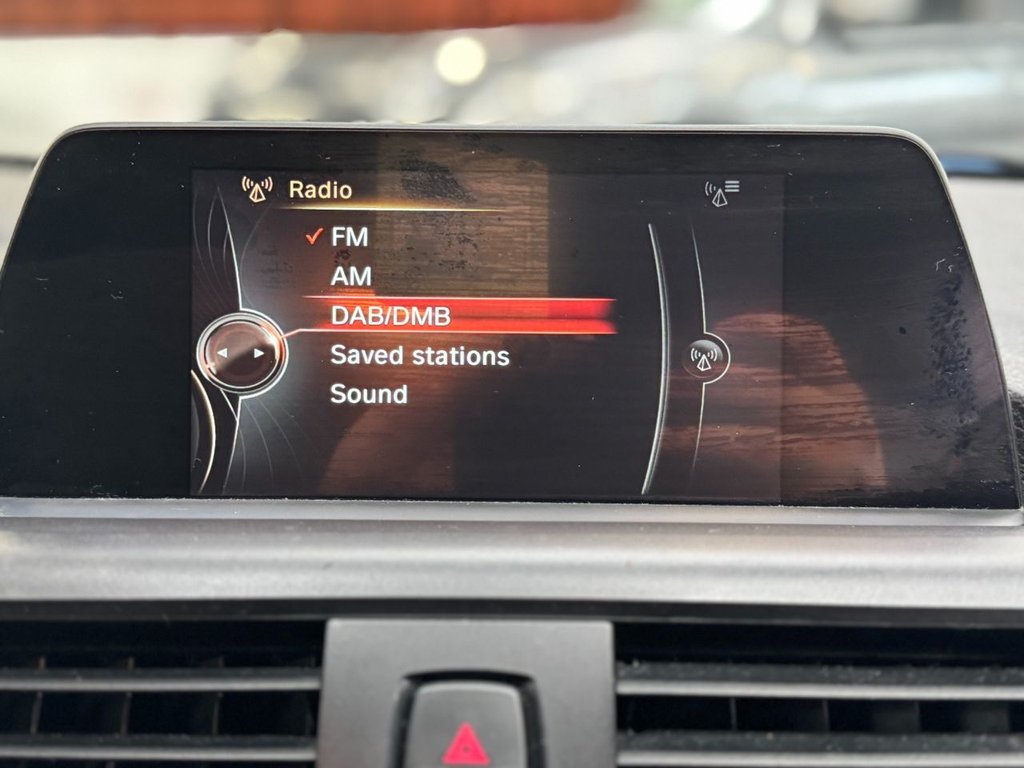 Radio
FM
AM
DAB/DMB
Saved stations
Sound